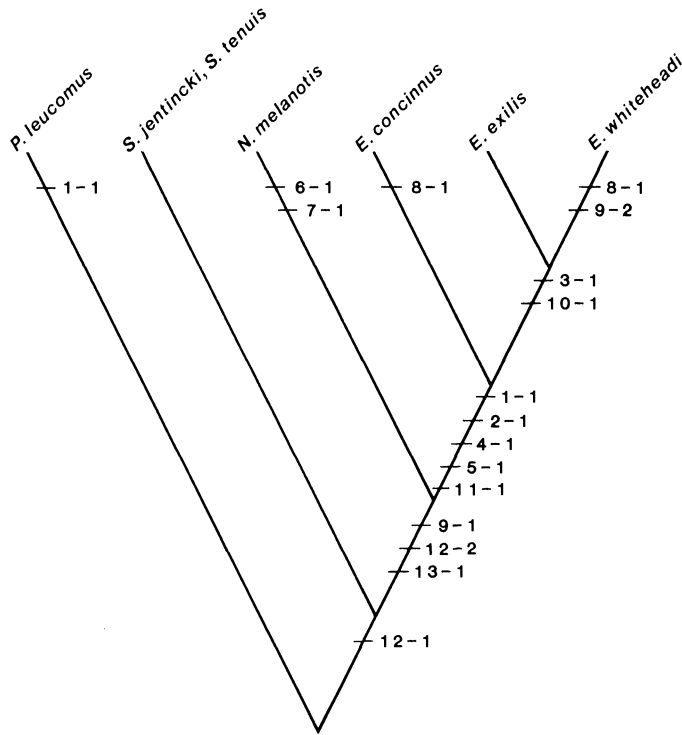 P. leucomus
S. jentincki, S. tenuis
N. melanotis
E. concinnus
E. exilis
E. whiteheadi
1-1
6-1
8-1
8-1
7-1
9-2
3-1
10-1
1-1
2-1
4-1
5-1
11-1
9-1
12-2
13-1
12-1